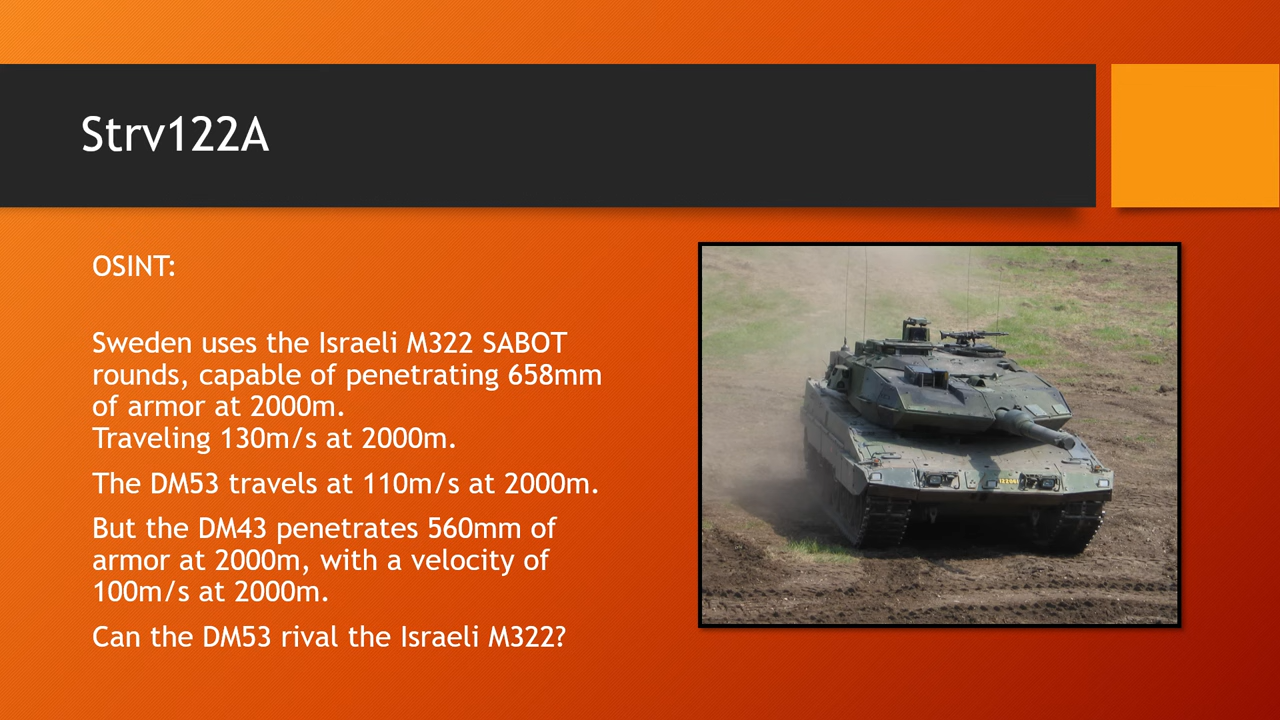 Strv122A
OSINT:
Sweden uses the Israeli M322 SABOT
rounds, capable of penetrating 658mm
of armor at 2000m.
Traveling 130m/s at 2000m.
The DM53 travels at 110m/s at 2000m.
But the DM43 penetrates 560mm of
armor at 2000m, with a velocity of
100m/s at 2000m.
Can the DM53 rival the Israeli M322?